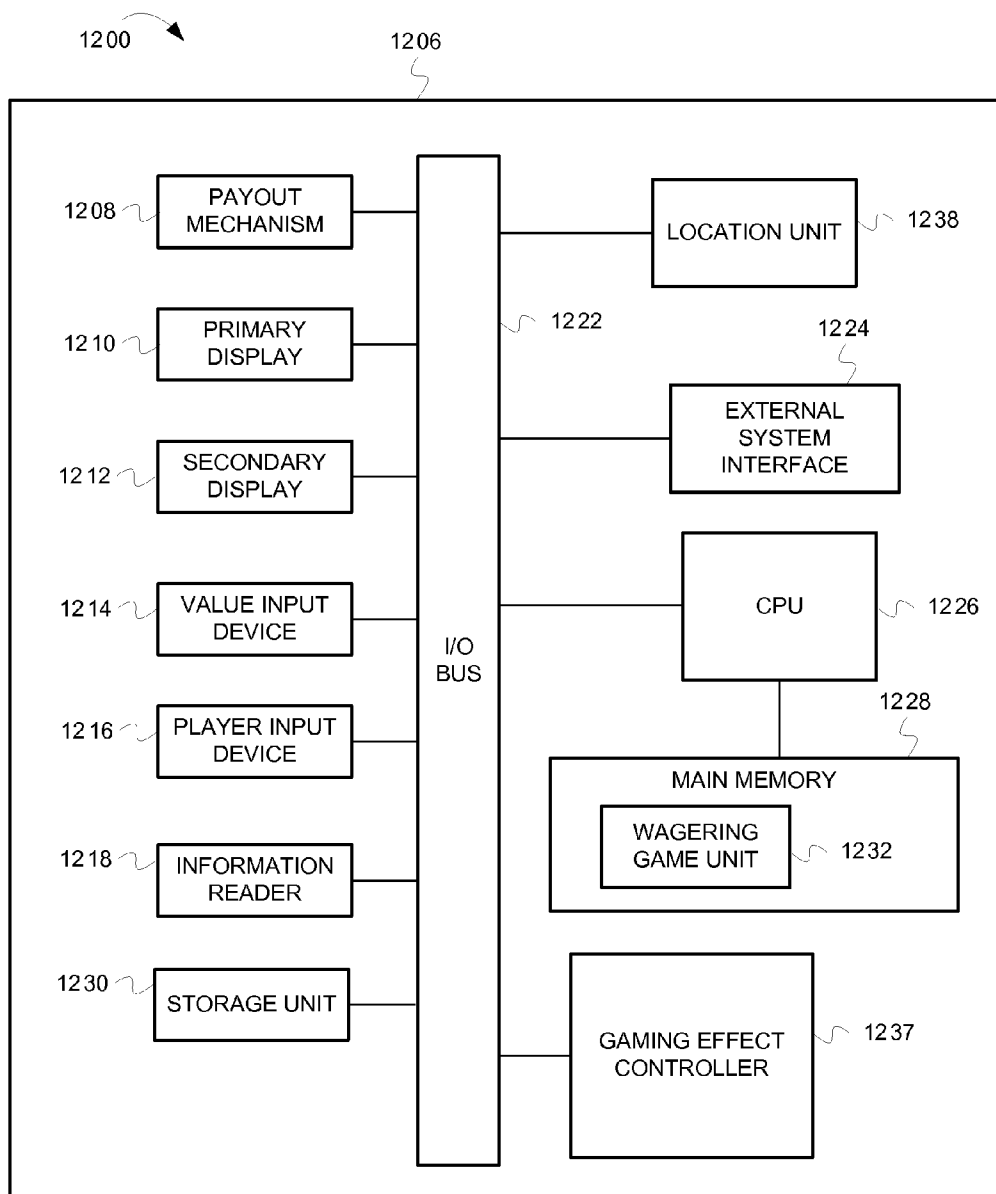 1200
1206
1208
PAYOUT
MECHANISM
1210
PRIMARY
DISPLAY
1212
SECONDARY
DISPLAY
1214
VALUE INPUT
DEVICE
1216
PLAYER INPUT
DEVICE
1218
INFORMATION
READER
1230
STORAGE UNIT
I/O
BUS
1222
LOCATION UNIT
1238
1224
EXTERNAL
SYSTEM
INTERFACE
CPU
1226
1228
MAIN MEMORY
WAGERING
GAME UNIT
1232
GAMING EFFECT
CONTROLLER
1237